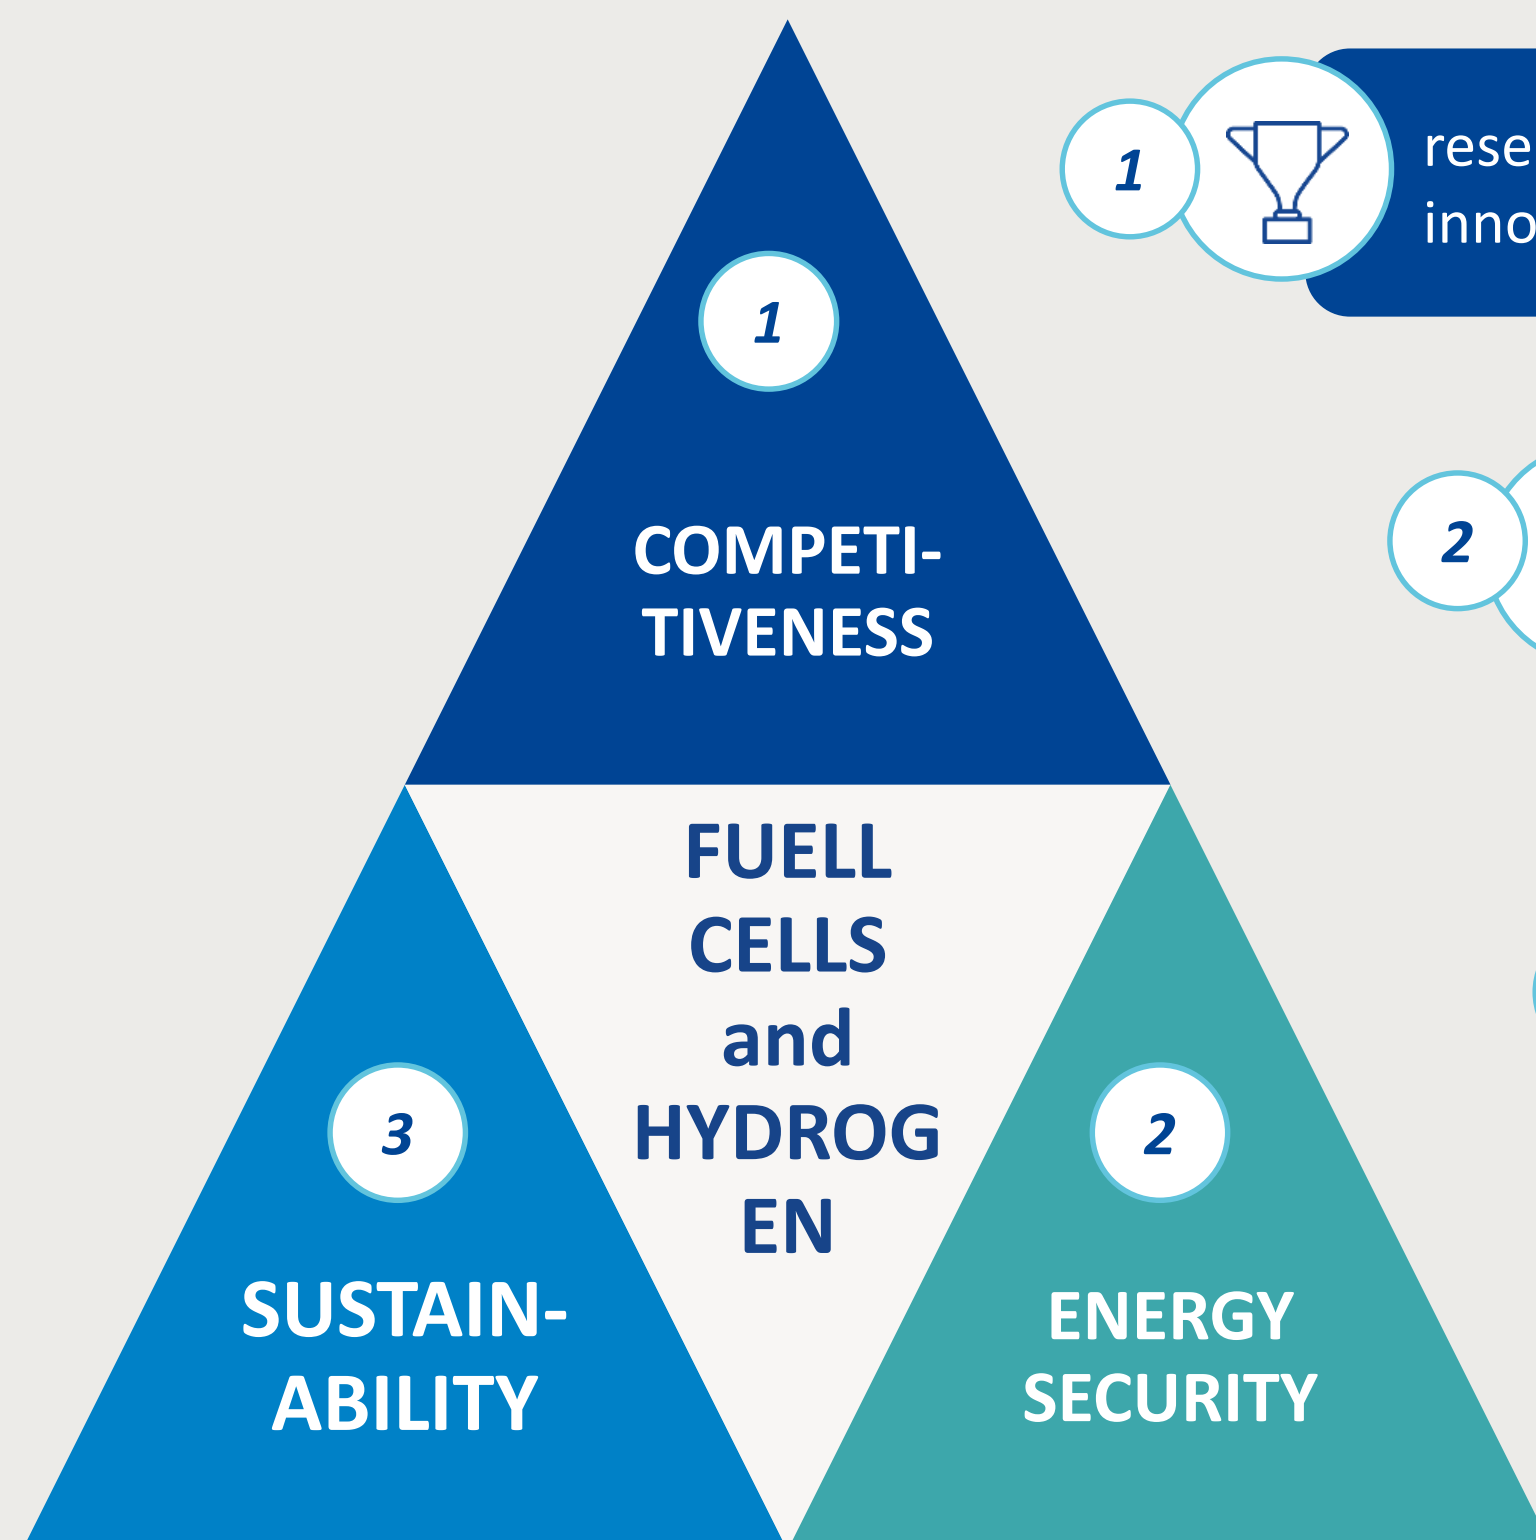 1
COMPETI-
TIVENESS
FUELL
CELLS
and
HYDROG
EN
3
SUSTAIN-
ABILITY
2
ENERGY
SECURITY
1
2